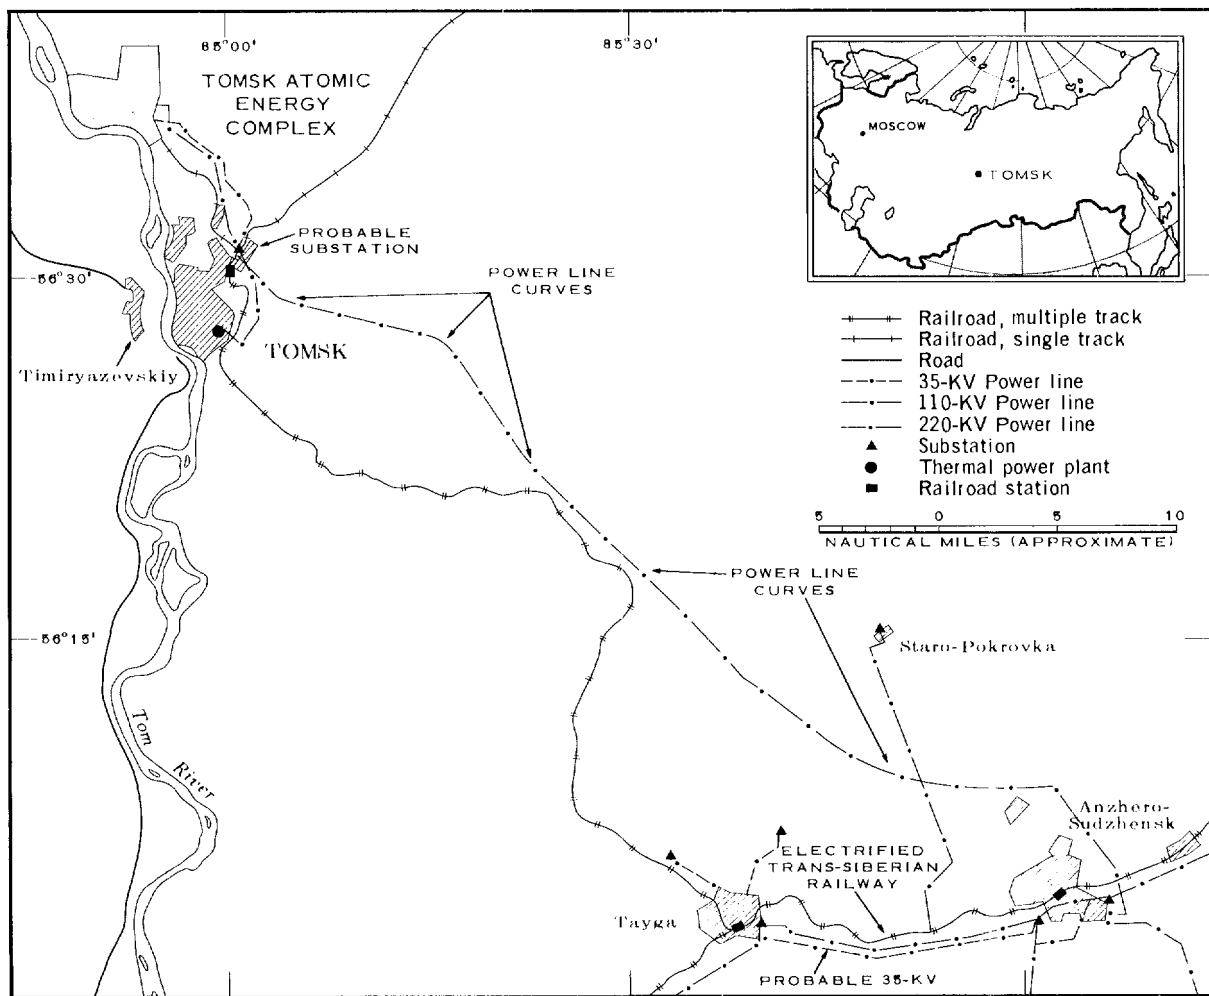 85°00'
85°30'
TOMSK ATOMIC
ENERGY
COMPLEX
MOSCOW
TOMSK
PROBABLE
SUBSTATION
56°30'
POWER LINE
CURVES
TOMSK
Timiryazevskiy
Railroad, multiple track
Railroad, single track
Road
35-KV Power line
110-KV Power line
220-KV Power line
Substation
Thermal power plant
Railroad station
5 0 5 10
NAUTICAL MILES (APPROXIMATE)
POWER LINE
CURVES
56°15'
Staro-Pokrovka
Tom
River
Anzhero-
Sudzhensk
ELECTRIFIED
TRANS-SIBERIAN
RAILWAY
Tayga
PROBABLE 35-KV